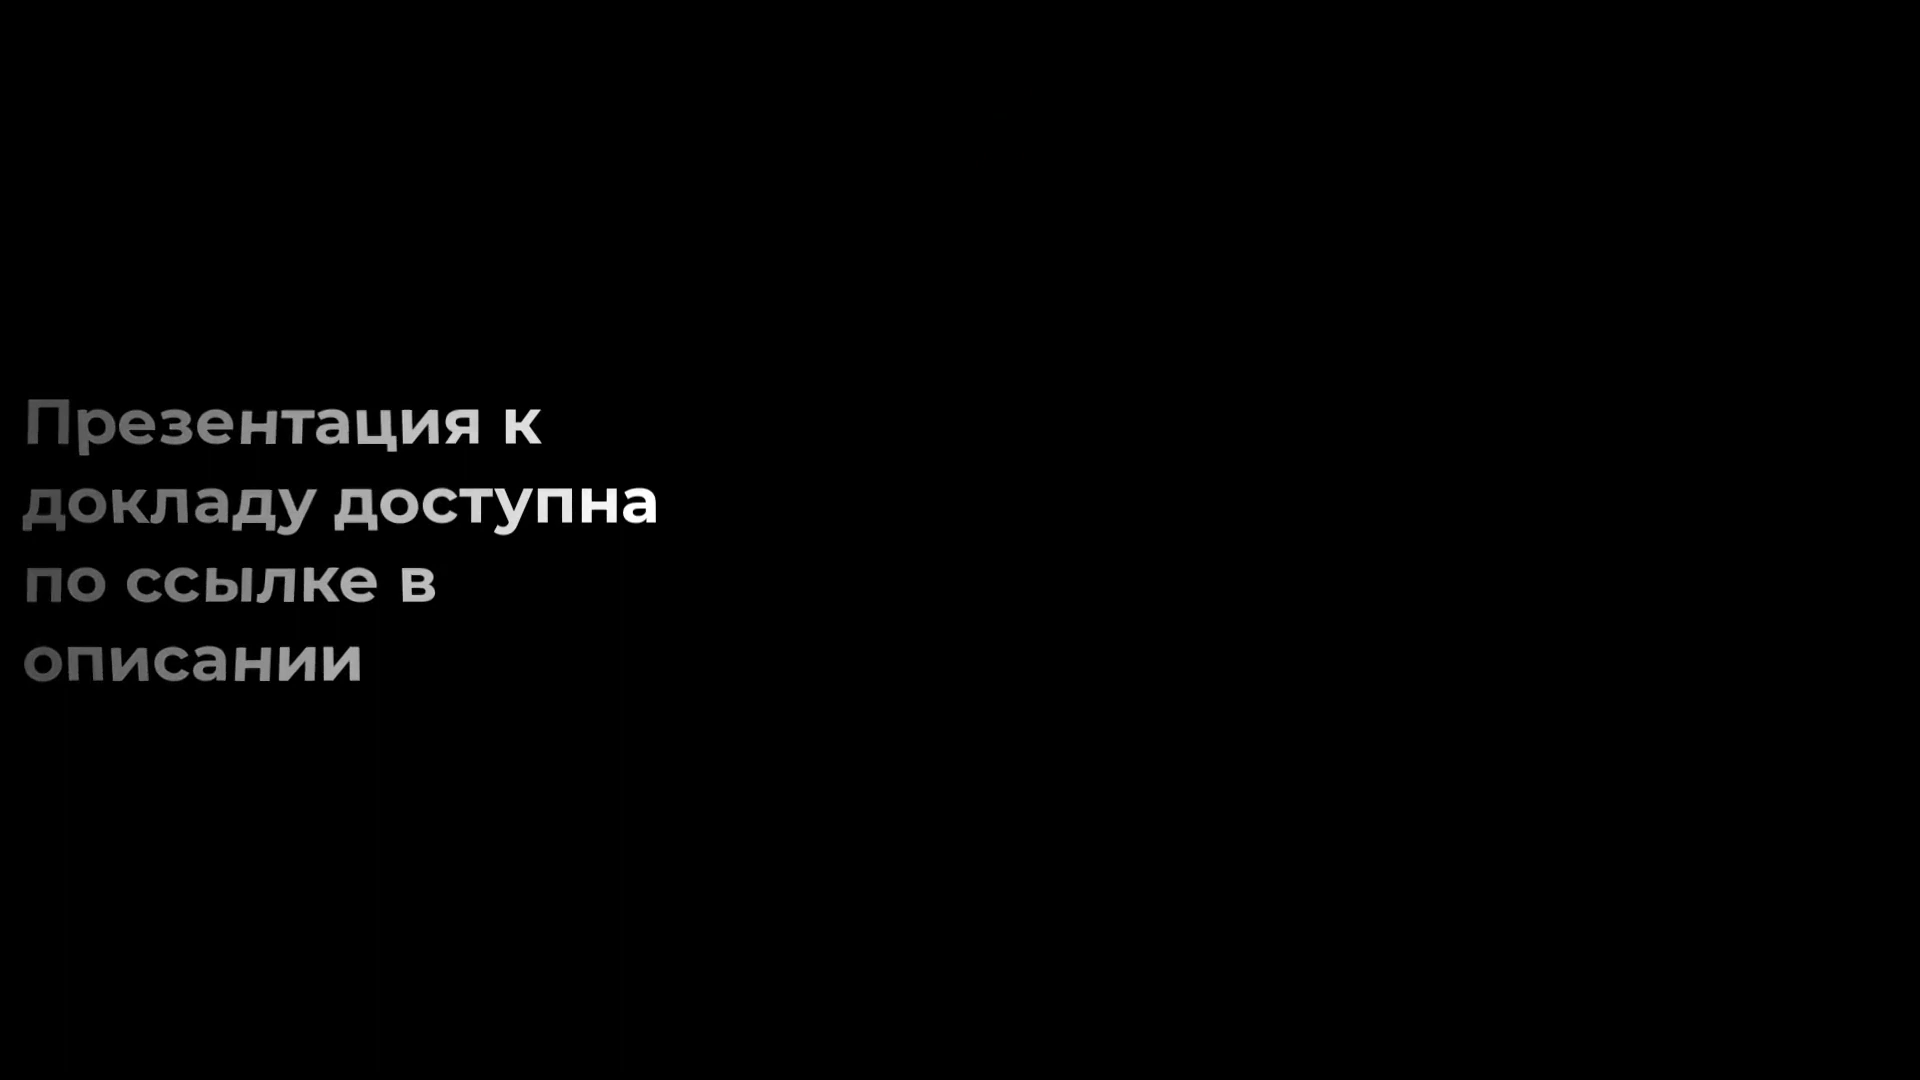 Презентация к
докладу доступна
по ссылке в
описании